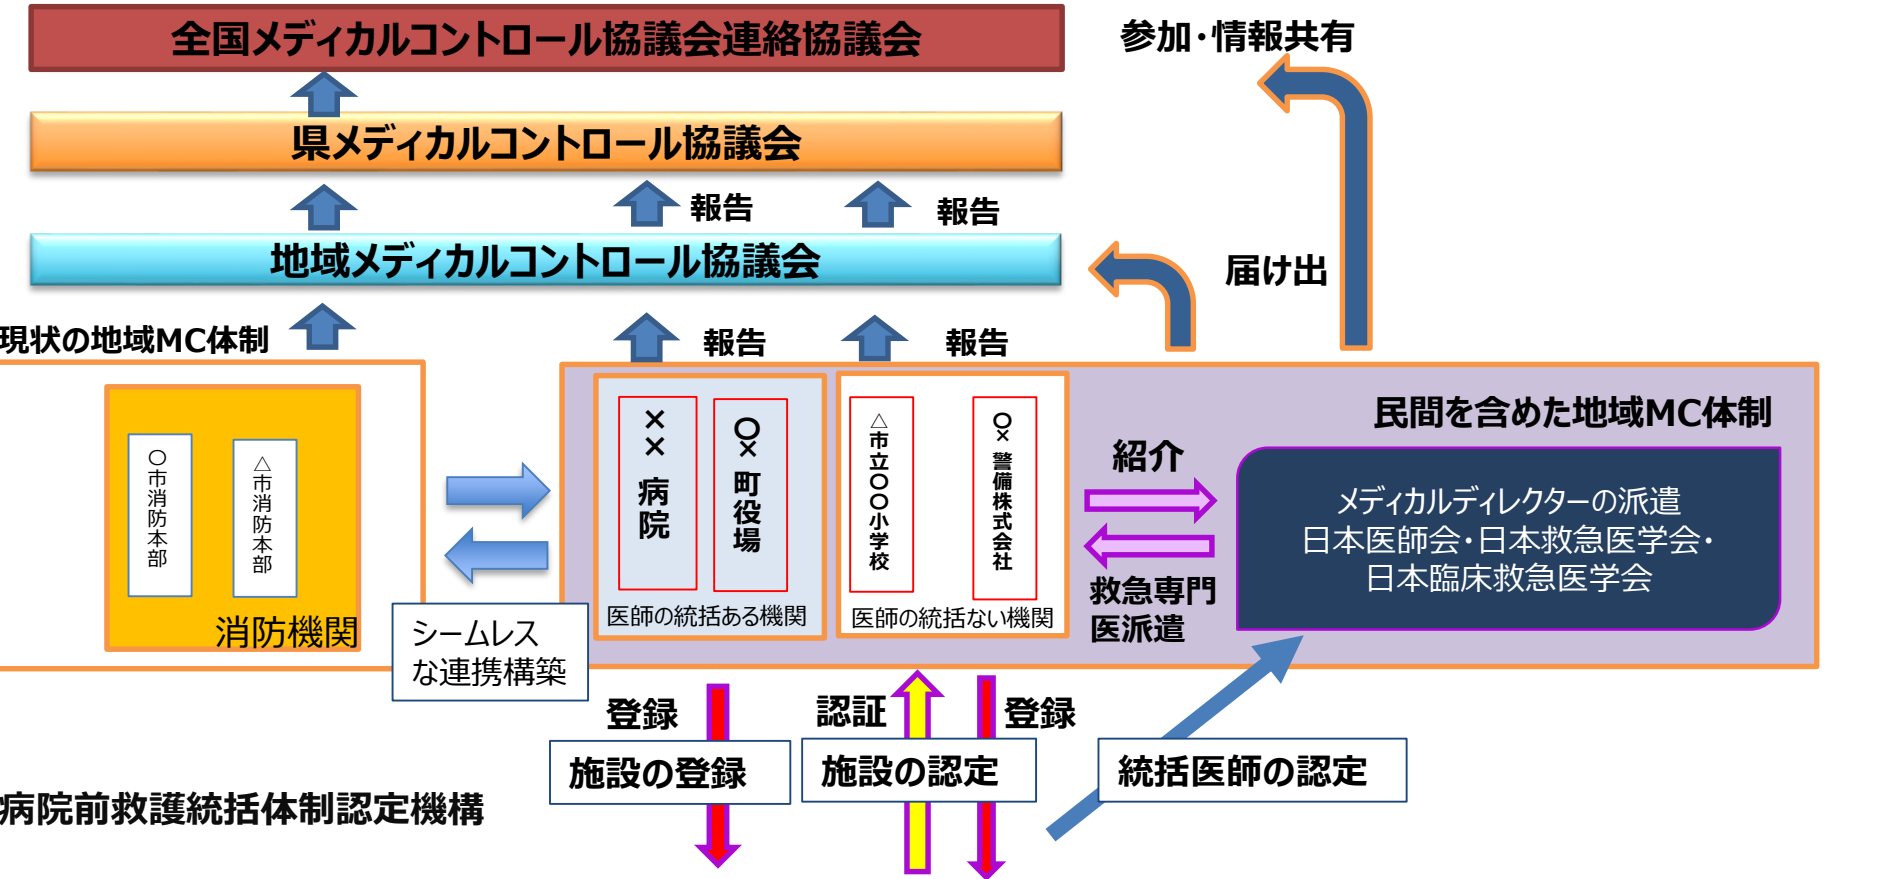 全国メディカルコントロール協議会連絡協議会
参加・情報共有
県メディカルコントロール協議会
報告
報告
地域メディカルコントロール協議会
届け出
現状の地域MC体制
報告
報告
民間を含めた地域MC体制
〇市消防本部
△市消防本部
消防機関
シームレス
な連携構築
×× 病院
〇× 町役場
医師の統括ある機関
△市立〇〇小学校
〇× 警備株式会社
医師の統括ない機関
紹介
救急専門
医派遣
メディカルディレクターの派遣
日本医師会・日本救急医学会・
日本臨床救急医学会
登録
認証
登録
施設の登録
施設の認定
統括医師の認定
病院前救護統括体制認定機構